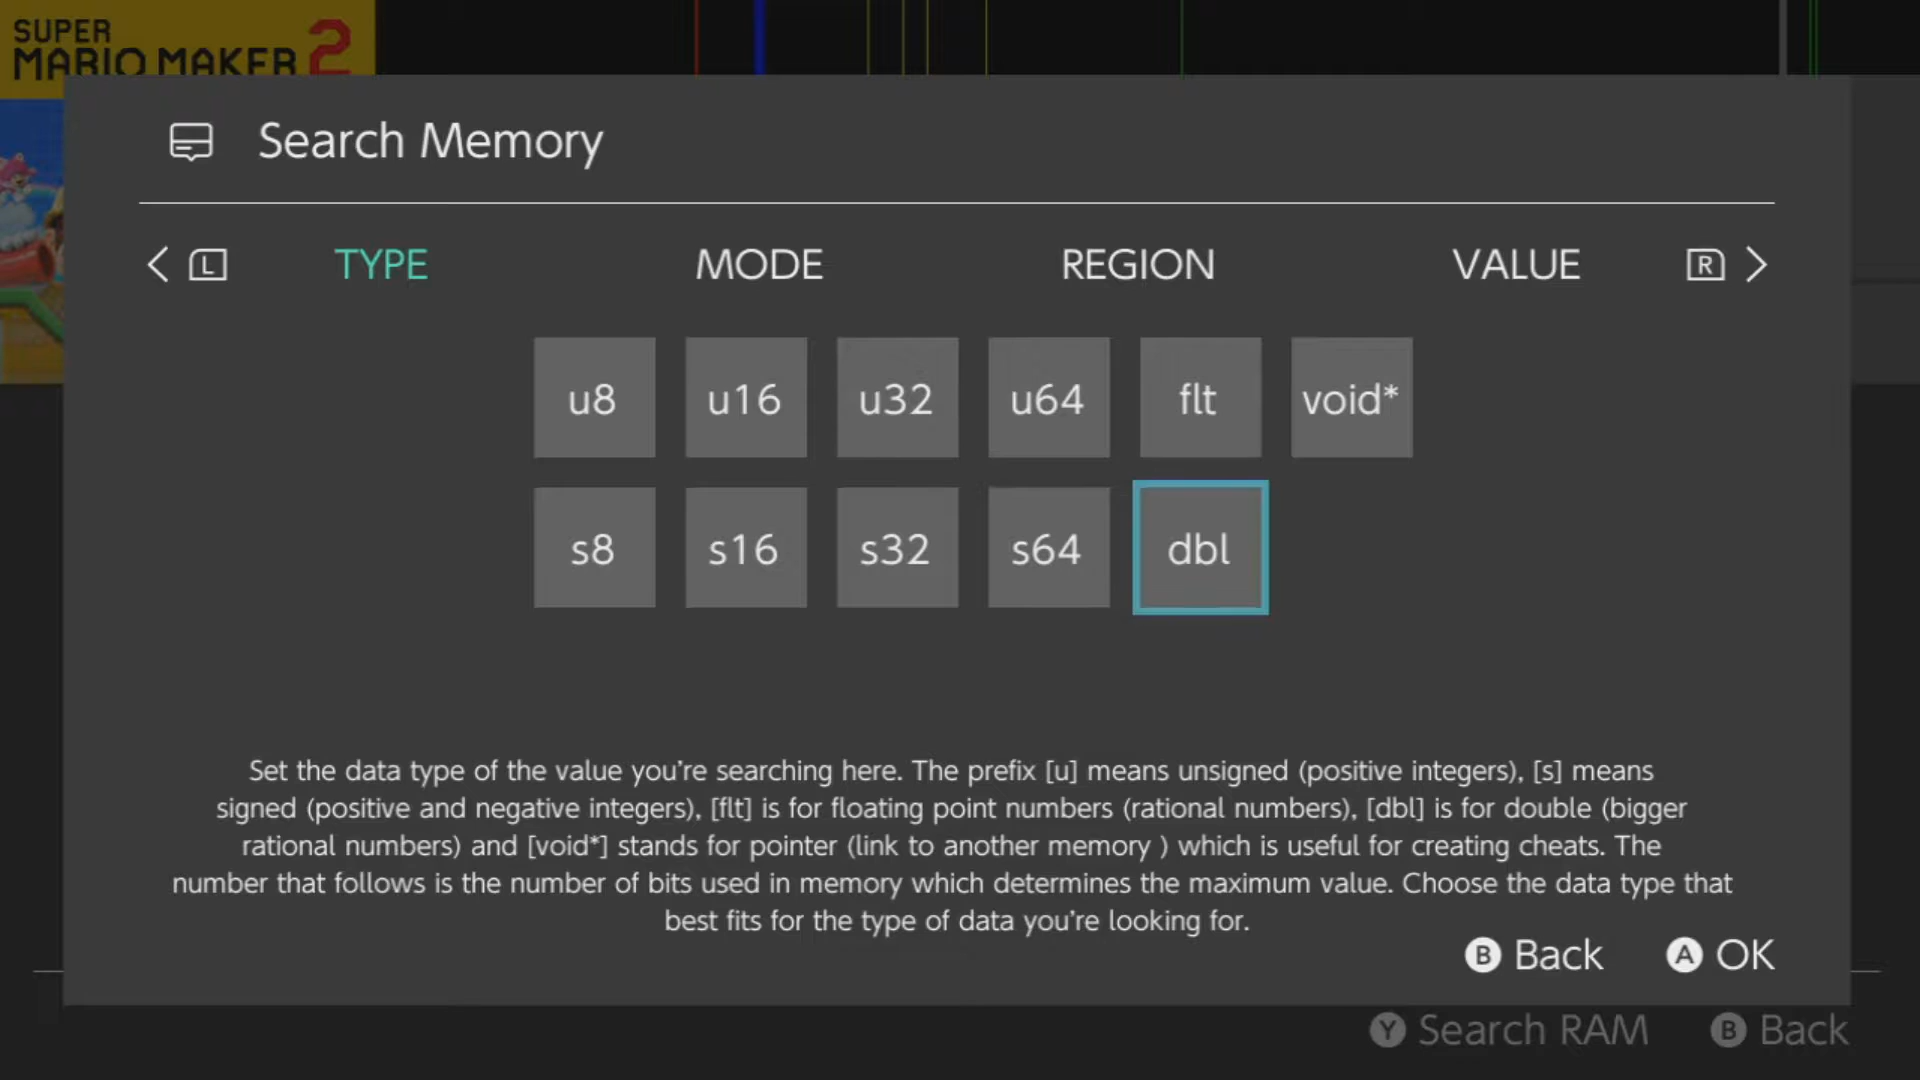 SUPER
MARIO MAKER 2
Search Memory
L TYPE MODE REGION VALUE R
u8 u16 u32 u64 flt void*
s8 s16 s32 s64 dbl
Set the data type of the value you're searching here. The prefix [u] means unsigned (positive integers), [s] means
signed (positive and negative integers), [flt] is for floating point numbers (rational numbers), [dbl] is for double (bigger
rational numbers) and [void*] stands for pointer (link to another memory ) which is useful for creating cheats. The
number that follows is the number of bits used in memory which determines the maximum value. Choose the data type that
best fits for the type of data you're looking for.
B Back A OK
Y Search RAM B Back